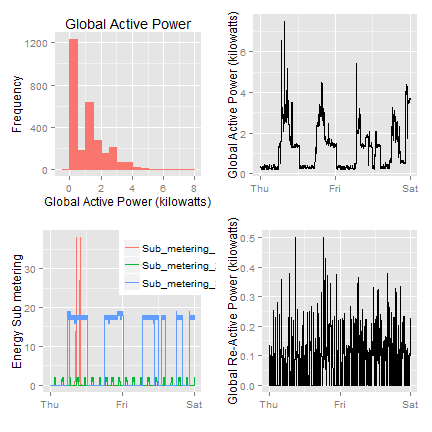 Global Active Power
Frequency
1200
800
400
0
0 2 4 6 8
Global Active Power (kilowatts)
Global Active Power (kilowatts)
6
4
2
0
Thu Fri Sat
Energy Sub metering
30
20
10
0
Sub_metering_
Sub_metering_
Sub_metering_
Thu Fri Sat
Global Re-Active Power (kilowatts)
0.5
0.4
0.3
0.2
0.1
0.0
Thu Fri Sat